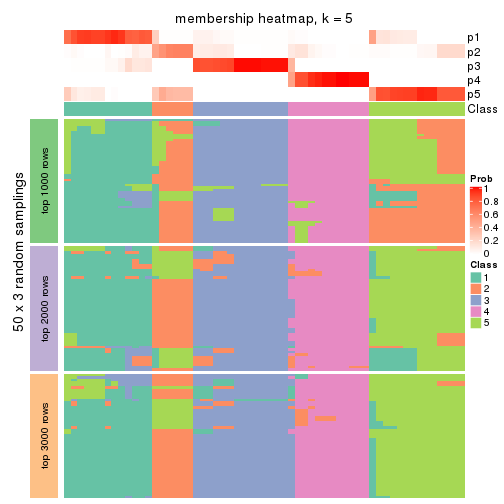 membership heatmap, k = 5
p1
p2
p3
p4
p5
Class
50 x 3 random samplings
top 1000 rows
top 2000 rows
top 3000 rows
Prob
1
0.8
0.6
0.4
0.2
0
Class
1
2
3
4
5